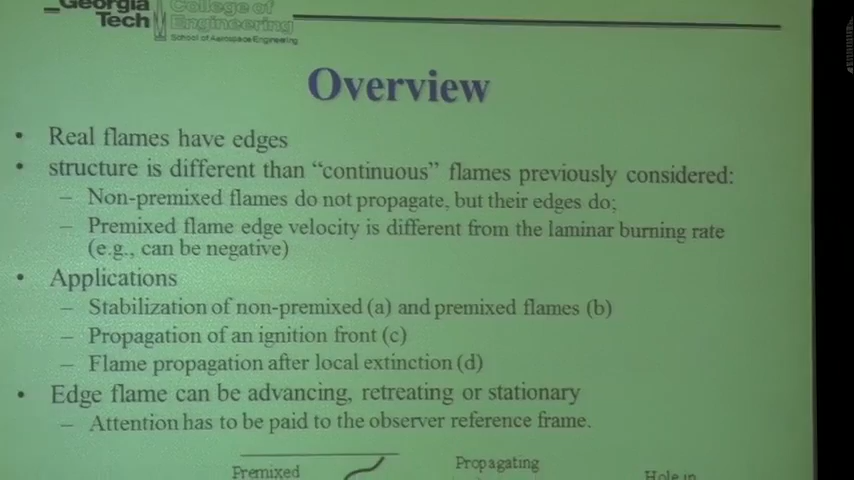 Georgia
Tech
College of
Engineering
School of Aerospace Engineering
Overview
• Real flames have edges
• structure is different than “continuous” flames previously considered:
– Non-premixed flames do not propagate, but their edges do;
– Premixed flame edge velocity is different from the laminar burning rate
(e.g., can be negative)
• Applications
– Stabilization of non-premixed (a) and premixed flames (b)
– Propagation of an ignition front (c)
– Flame propagation after local extinction (d)
• Edge flame can be advancing, retreating or stationary
– Attention has to be paid to the observer reference frame.
Premixed
Propagating
Hole in